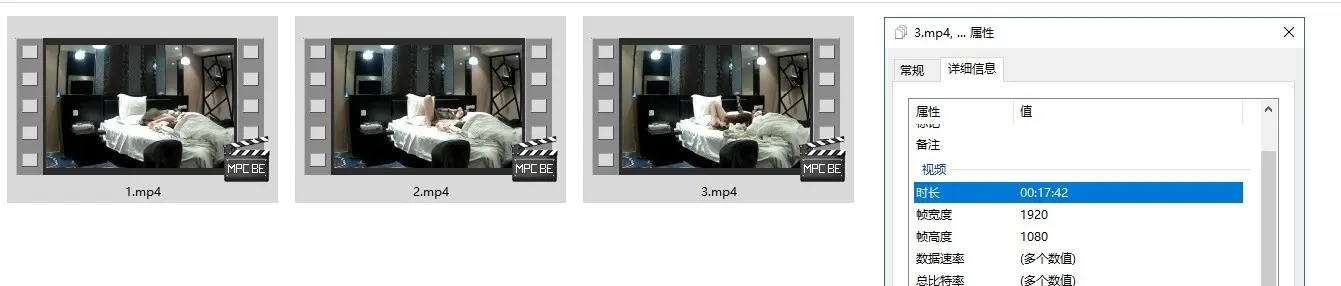 MPC BE
MPC BE
MPC BE
1.mp4
2.mp4
3.mp4
3.mp4, ... 属性
常规
详细信息
属性
值
标记
备注
视频
时长
00:17:42
帧宽度
1920
帧高度
1080
数据速率
(多个数值)
总比特率
(多个数值)